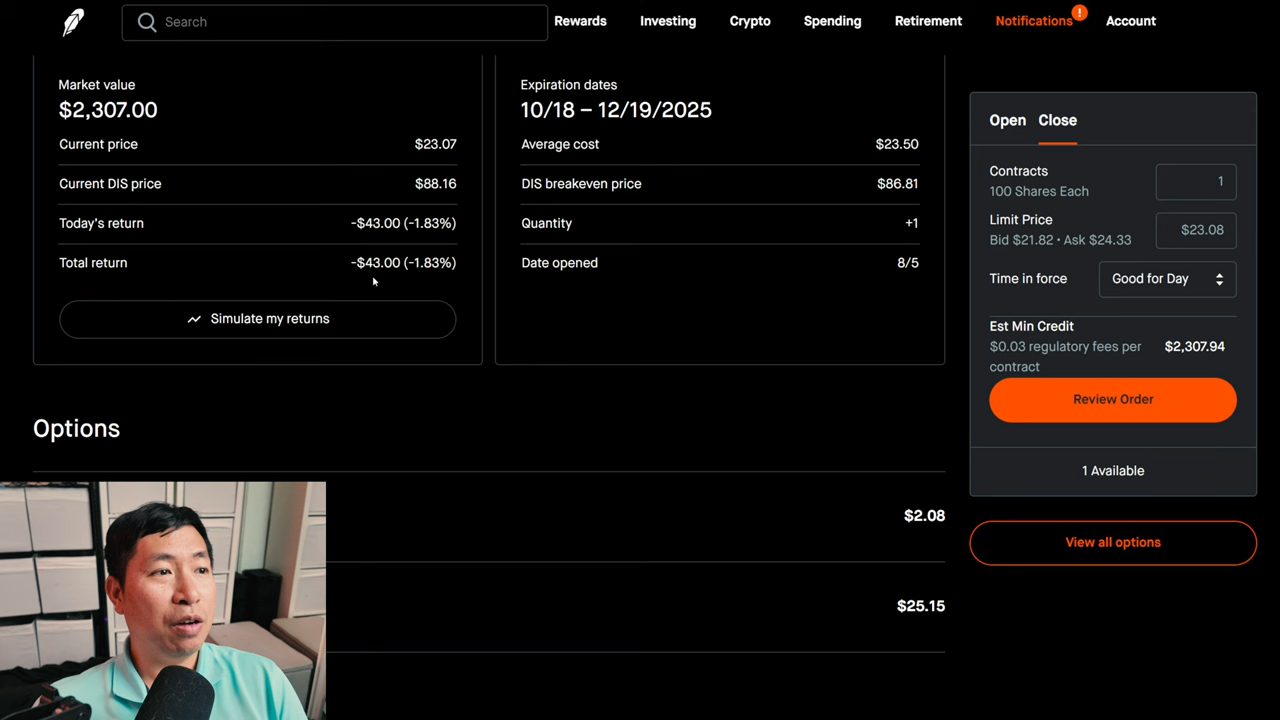 Search
Rewards
Investing
Crypto
Spending
Retirement
Notifications
!
Account
Market value
$2,307.00
Current price $23.07
Current DIS price $88.16
Today's return -$43.00 (-1.83%)
Total return -$43.00 (-1.83%)
Simulate my returns
Expiration dates
10/18 – 12/19/2025
Average cost $23.50
DIS breakeven price $86.81
Quantity +1
Date opened 8/5
Open Close
Contracts
100 Shares Each
1
Limit Price
Bid $21.82 • Ask $24.33
$23.08
Time in force Good for Day
Est Min Credit
$0.03 regulatory fees per
contract
$2,307.94
Review Order
1 Available
View all options
Options
$2.08
$25.15